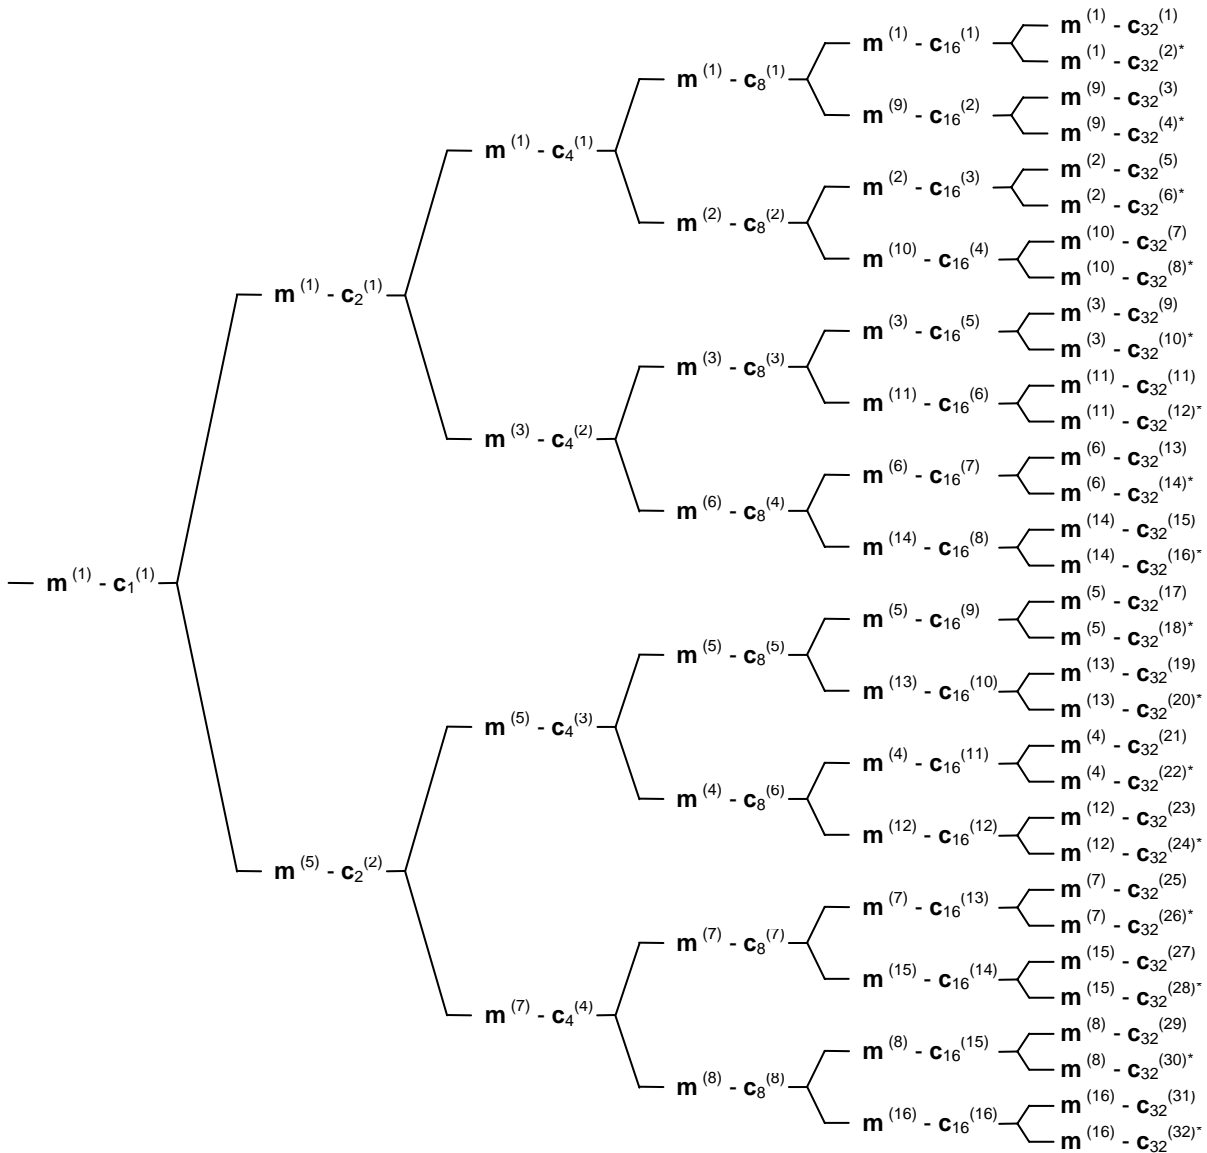 m(1) - c32(1)
m(1) - c16(1)
m(1) - c32(2)*
m(1) - c8(1)
m(9) - c32(3)
m(9) - c16(2)
m(9) - c32(4)*
m(1) - c4(1)
m(2) - c32(5)
m(2) - c16(3)
m(2) - c32(6)*
m(2) - c8(2)
m(10) - c32(7)
m(10) - c16(4)
m(10) - c32(8)*
m(1) - c2(1)
m(3) - c32(9)
m(3) - c16(5)
m(3) - c32(10)*
m(3) - c8(3)
m(11) - c32(11)
m(11) - c16(6)
m(11) - c32(12)*
m(3) - c4(2)
m(6) - c32(13)
m(6) - c16(7)
m(6) - c32(14)*
m(6) - c8(4)
m(14) - c32(15)
m(14) - c16(8)
m(14) - c32(16)*
m(1) - c1(1)
m(5) - c32(17)
m(5) - c16(9)
m(5) - c32(18)*
m(5) - c8(5)
m(13) - c32(19)
m(13) - c16(10)
m(13) - c32(20)*
m(5) - c4(3)
m(4) - c32(21)
m(4) - c16(11)
m(4) - c32(22)*
m(4) - c8(6)
m(12) - c32(23)
m(12) - c16(12)
m(12) - c32(24)*
m(5) - c2(2)
m(7) - c32(25)
m(7) - c16(13)
m(7) - c32(26)*
m(7) - c8(7)
m(15) - c32(27)
m(15) - c16(14)
m(15) - c32(28)*
m(7) - c4(4)
m(8) - c32(29)
m(8) - c16(15)
m(8) - c32(30)*
m(8) - c8(8)
m(16) - c32(31)
m(16) - c16(16)
m(16) - c32(32)*